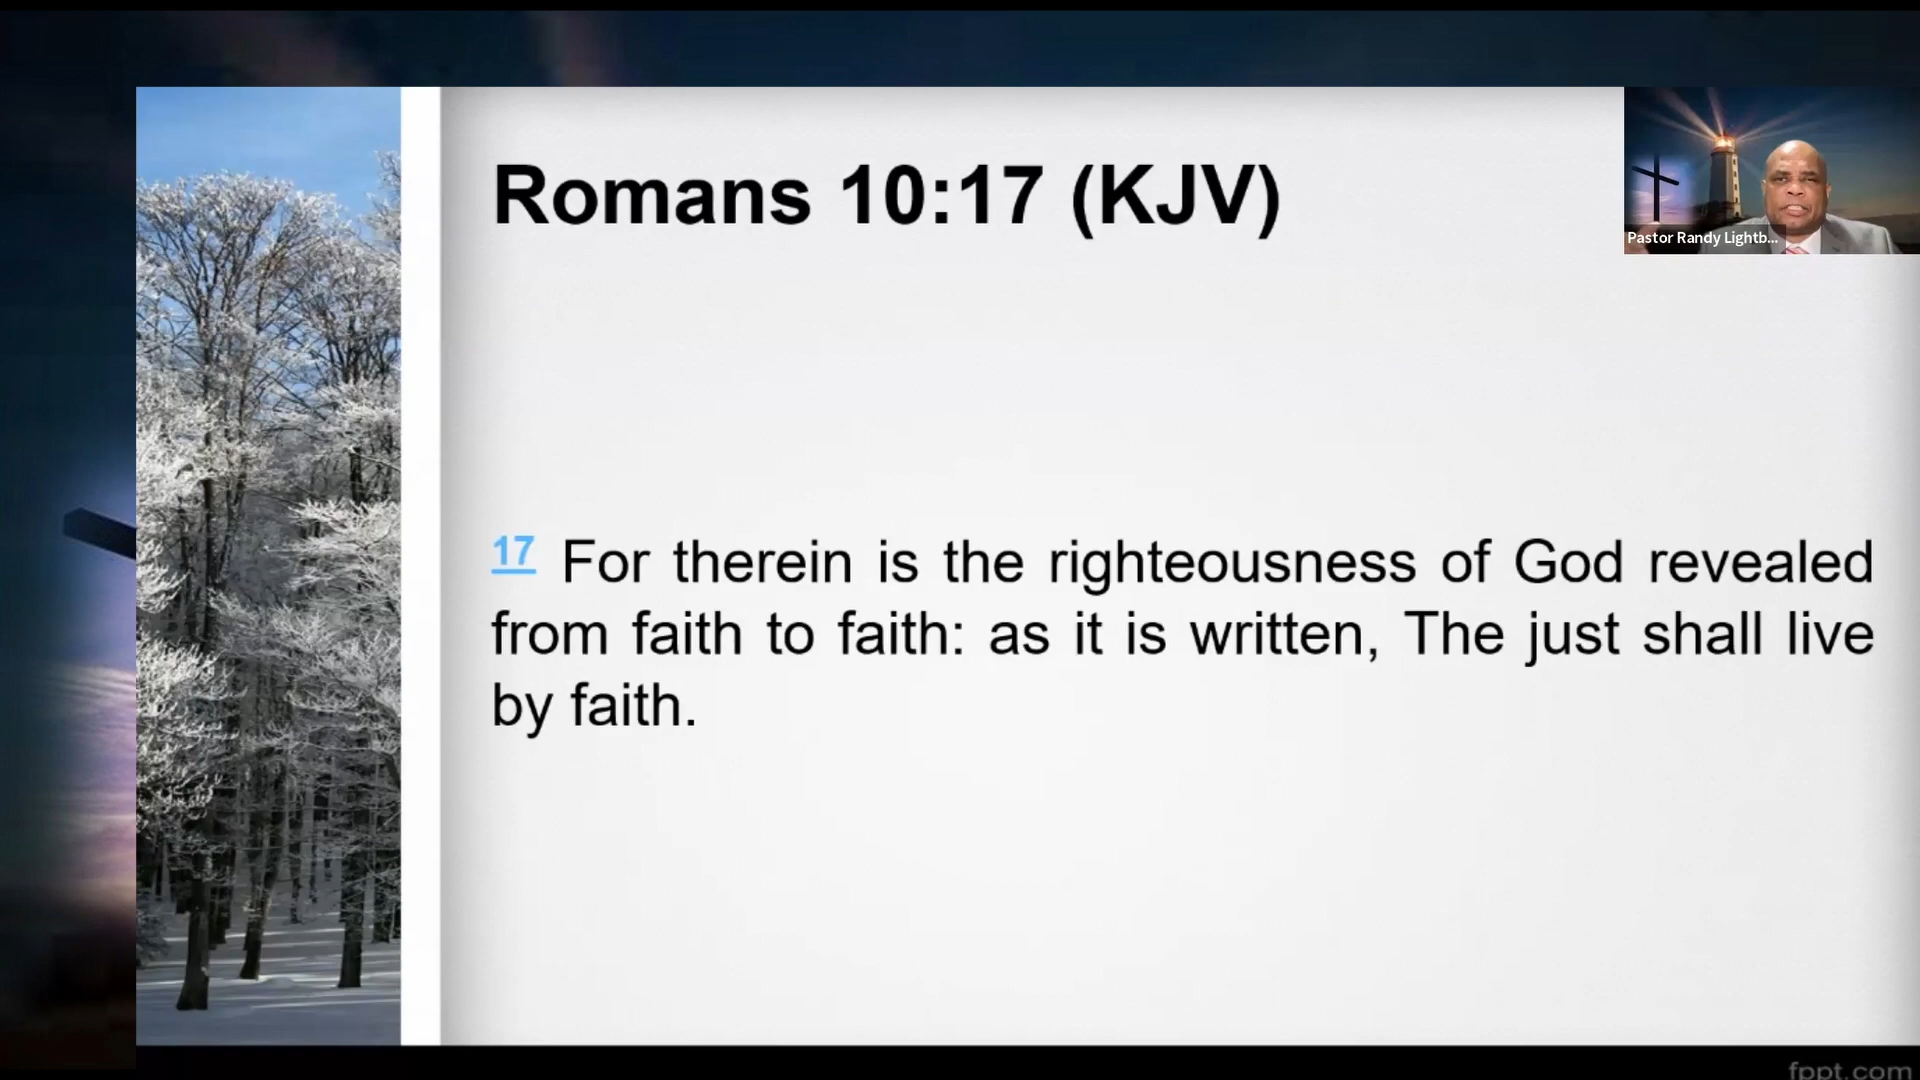 Romans 10:17 (KJV)
Pastor Randy Lightb...
17 For therein is the righteousness of God revealed
from faith to faith: as it is written, The just shall live
by faith.
fppt.com